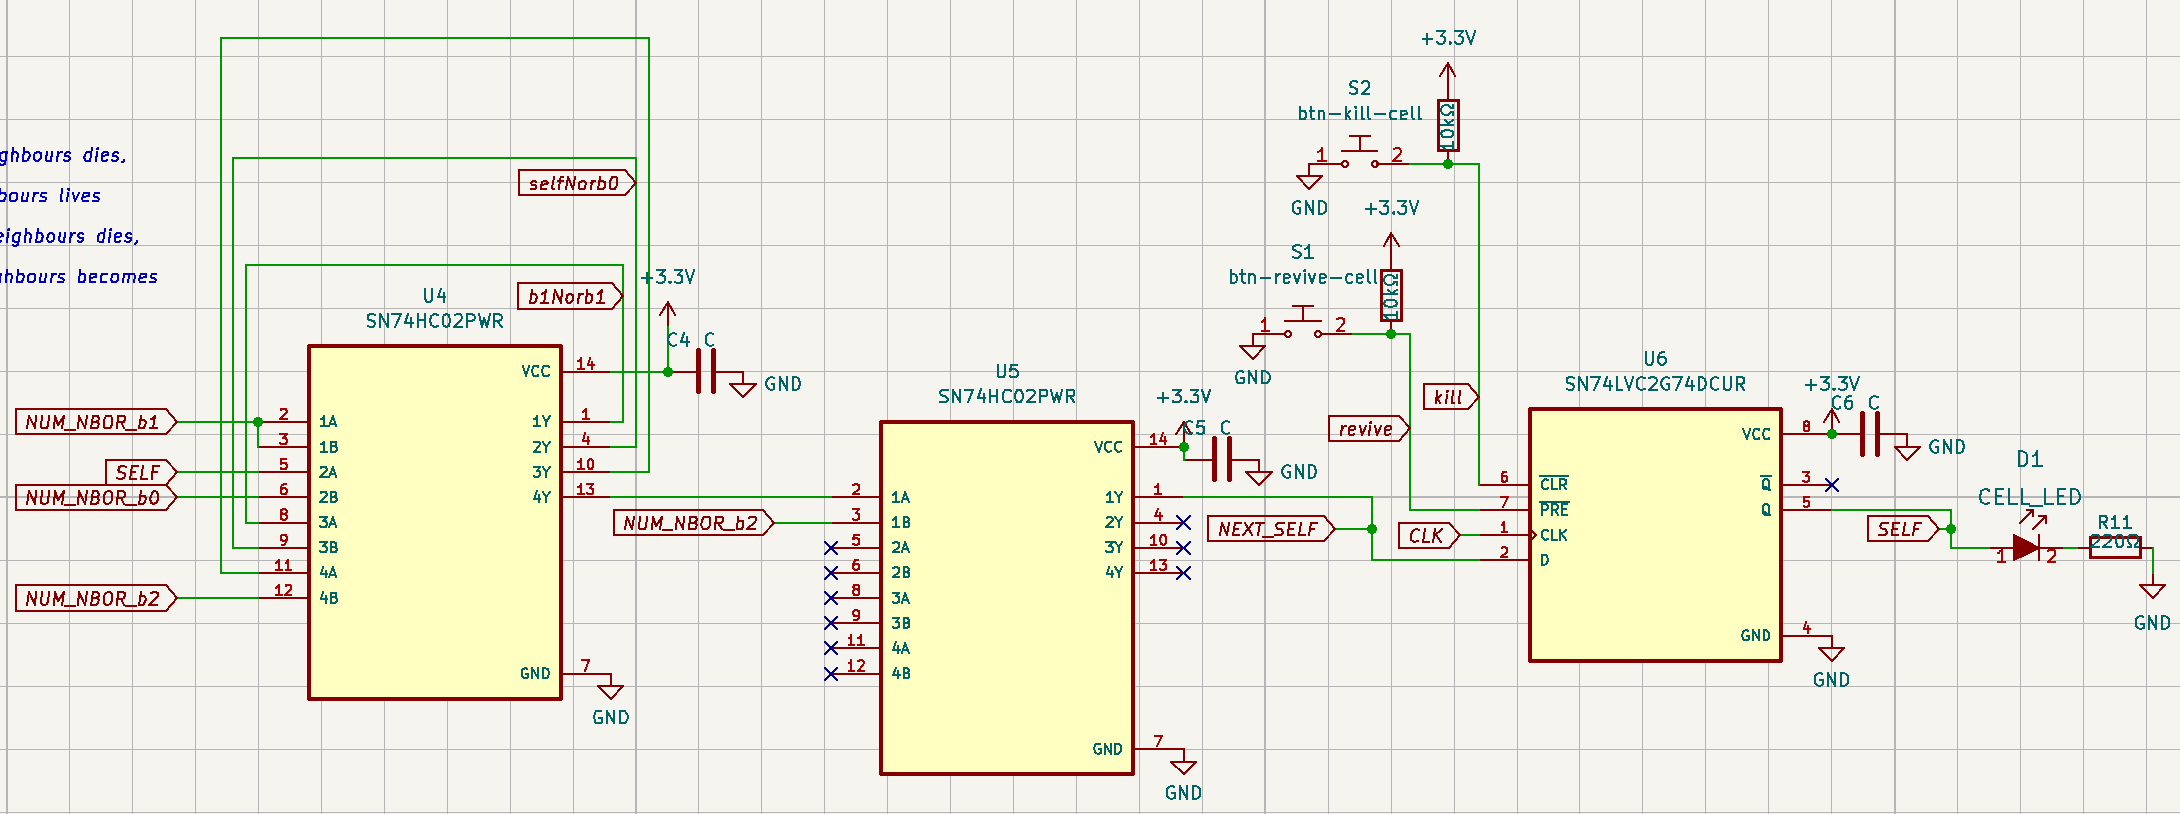 ghbours dies,
bours lives
eighbours dies,
hbours becomes
selfNorb0
b1Norb1
+3.3V
U4
SN74HC02PWR
C4 C
GND
VCC 14
NUM_NBOR_b1
2 1A
3 1B
SELF
5 2A
NUM_NBOR_b0
6 2B
8 3A
9 3B
11 4A
NUM_NBOR_b2
12 4B
1Y 1
2Y 4
3Y 10
4Y 13
GND 7
GND
U5
SN74HC02PWR
+3.3V
C5 C
GND
VCC 14
2 1A
NUM_NBOR_b2
3 1B
5 2A
6 2B
8 3A
9 3B
11 4A
12 4B
1Y 1
2Y 4
3Y 10
4Y 13
GND 7
GND
+3.3V
S2
btn-kill-cell
10kΩ
1 2
GND
+3.3V
S1
btn-revive-cell
10kΩ
1 2
GND
kill
revive
NEXT_SELF
CLK
U6
SN74LVC2G74DCUR
+3.3V
C6 C
GND
VCC 8
6 CLR
7 PRE
1 CLK
2 D
Q 3
Q 5
GND 4
GND
SELF
D1
CELL_LED
1 2
R11
220Ω
GND